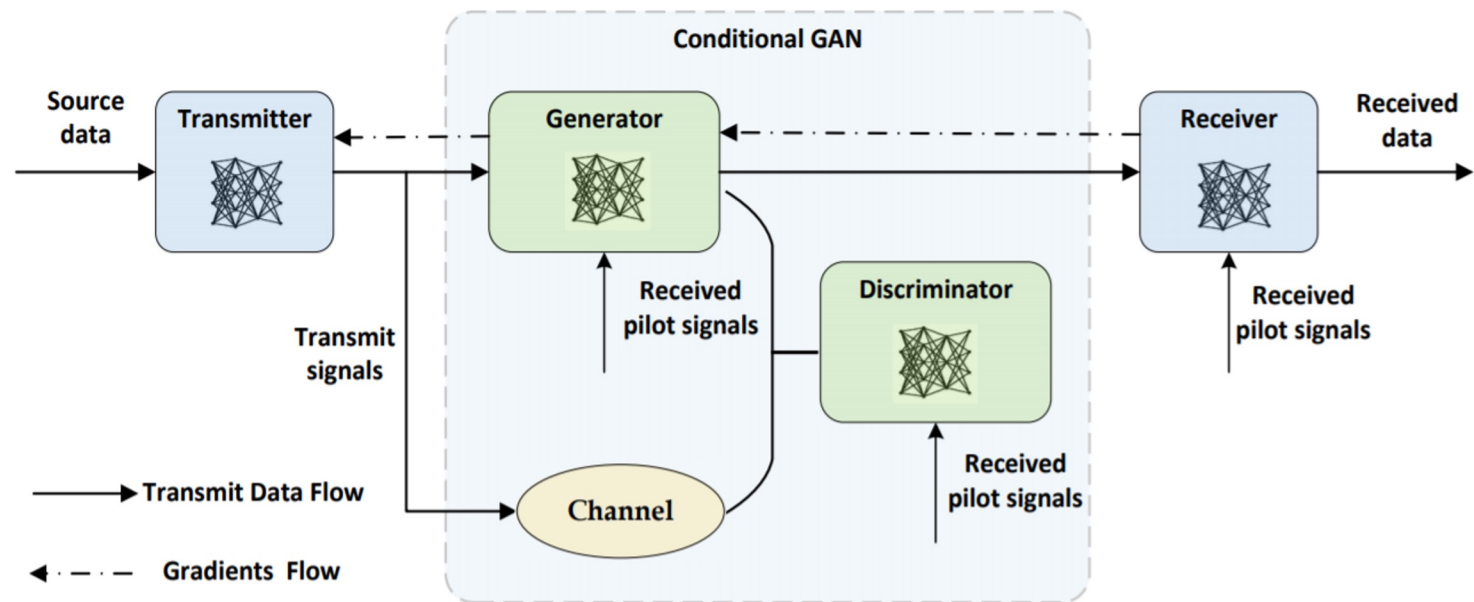 Conditional GAN
Source
data
Transmitter
Generator
Receiver
Received
data
Received
pilot signals
Discriminator
Received
pilot signals
Transmit
signals
Received
pilot signals
Channel
Transmit Data Flow
Gradients Flow